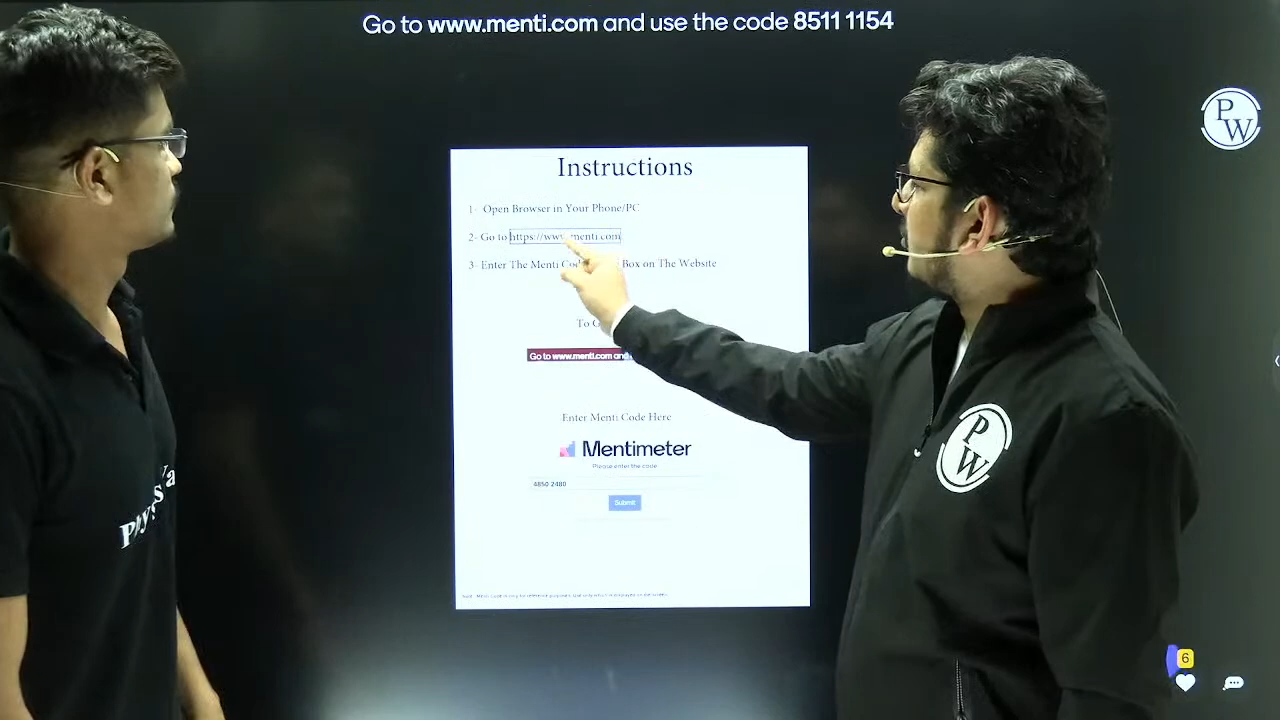 Go to www.menti.com and use the code 8511 1154
P
W
Instructions
1- Open Browser in Your Phone/PC
2- Go to https://www.menti.com
3- Enter The Menti Box on The Website
To
Go to www.menti.com and
Enter Menti Code Here
Mentimeter
Please enter the code
4850 2480
Submit
P
W
6